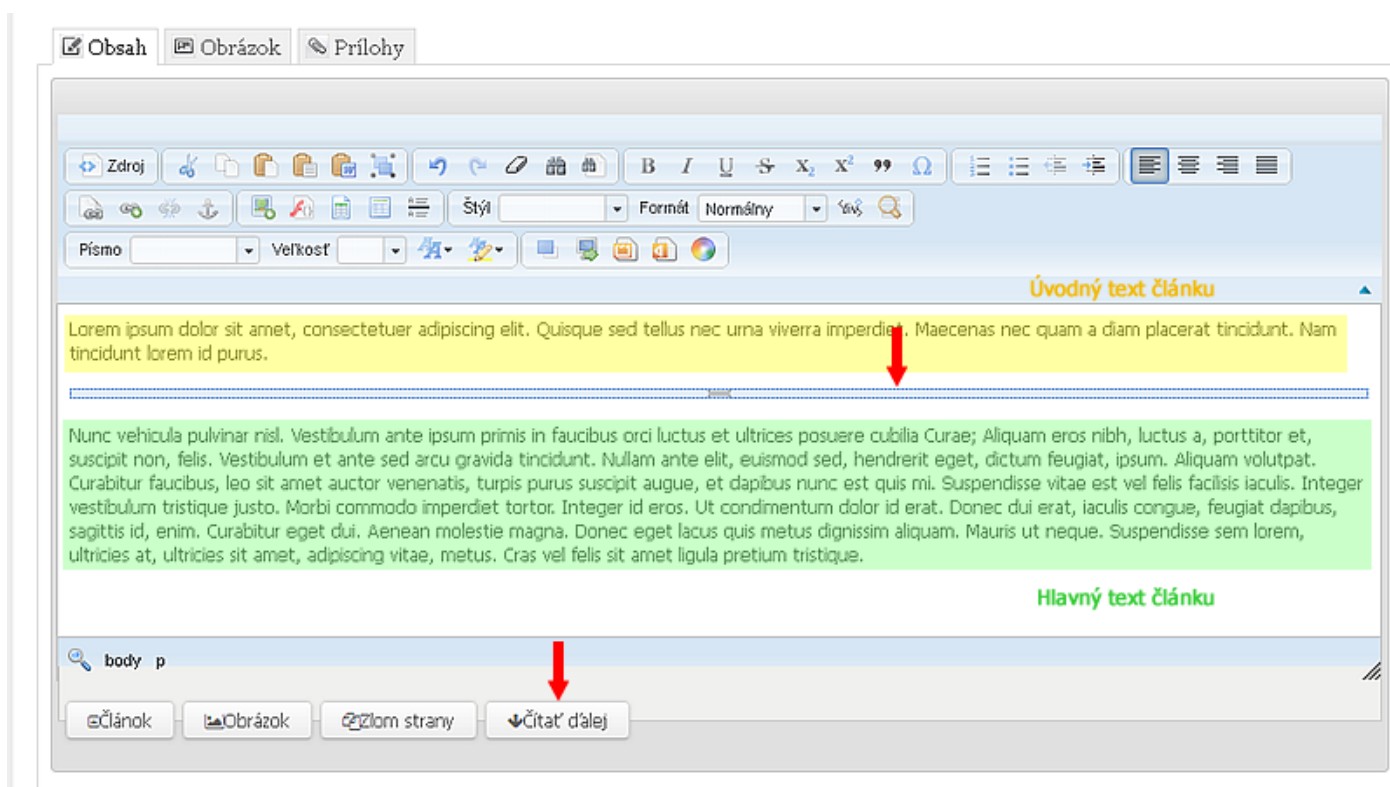 Obsah Obrázok Prílohy
Zdroj B I U S X₂ X² Ω
Štýl Formát Normálny
Písmo Veľkosť
Úvodný text článku
Lorem ipsum dolor sit amet, consectetuer adipiscing elit. Quisque sed tellus nec urna viverra imperdiet. Maecenas nec quam a diam placerat tincidunt. Nam
tincidunt lorem id purus.
Nunc vehicula pulvinar nisl. Vestibulum ante ipsum primis in faucibus orci luctus et ultrices posuere cubilia Curae; Aliquam eros nibh, luctus a, porttitor et,
suscipit non, felis. Vestibulum et ante sed arcu gravida tincidunt. Nullam ante elit, euismod sed, hendrerit eget, dictum feugiat, ipsum. Aliquam volutpat.
Curabitur faucibus, leo sit amet auctor venenatis, turpis purus suscipit augue, et dapibus nunc est quis mi. Suspendisse vitae est vel felis facilisis iaculis. Integer
vestibulum tristique justo. Morbi commodo imperdiet tortor. Integer id eros. Ut condimentum dolor id erat. Donec dui erat, iaculis congue, feugiat dapibus,
sagittis id, enim. Curabitur eget dui. Aenean molestie magna. Donec eget lacus quis metus dignissim aliquam. Mauris ut neque. Suspendisse sem lorem,
ultricies at, ultricies sit amet, adipiscing vitae, metus. Cras vel felis sit amet ligula pretium tristique.
Hlavný text článku
body p
Článok Obrázok Zlom strany Čítať ďalej